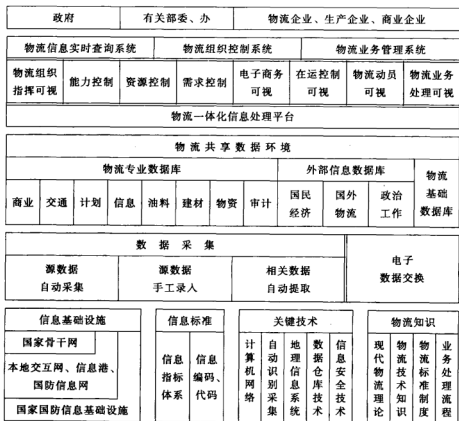 政府 有关部委、办 物流企业、生产企业、商业企业
物流信息实时查询系统 物流组织控制系统 物流业务管理系统
物流组织指挥可视 能力控制 资源控制 需求控制 电子商务可视 在运控制可视 物流动员可视 物流业务处理可视
物流一体化信息处理平台
物流共享数据环境
物流专业数据库 外部信息数据库 物流基础数据库
商业 交通 计划 信息 油料 建材 物资 审计 国民经济 国外物流 政治工作
数据采集 电子数据交换
源数据自动采集 源数据手工录入 相关数据自动提取
信息基础设施 信息标准 关键技术 物流知识
国家骨干网
本地交互网、信息港、国防信息网
国家国防信息基础设施
信息指标体系 信息编码、代码
计算机网络 自动识别采集 地理信息系统 数据仓库技术 信息安全技术
现代物流理论 物流技术知识 物流标准制度 业务处理流程